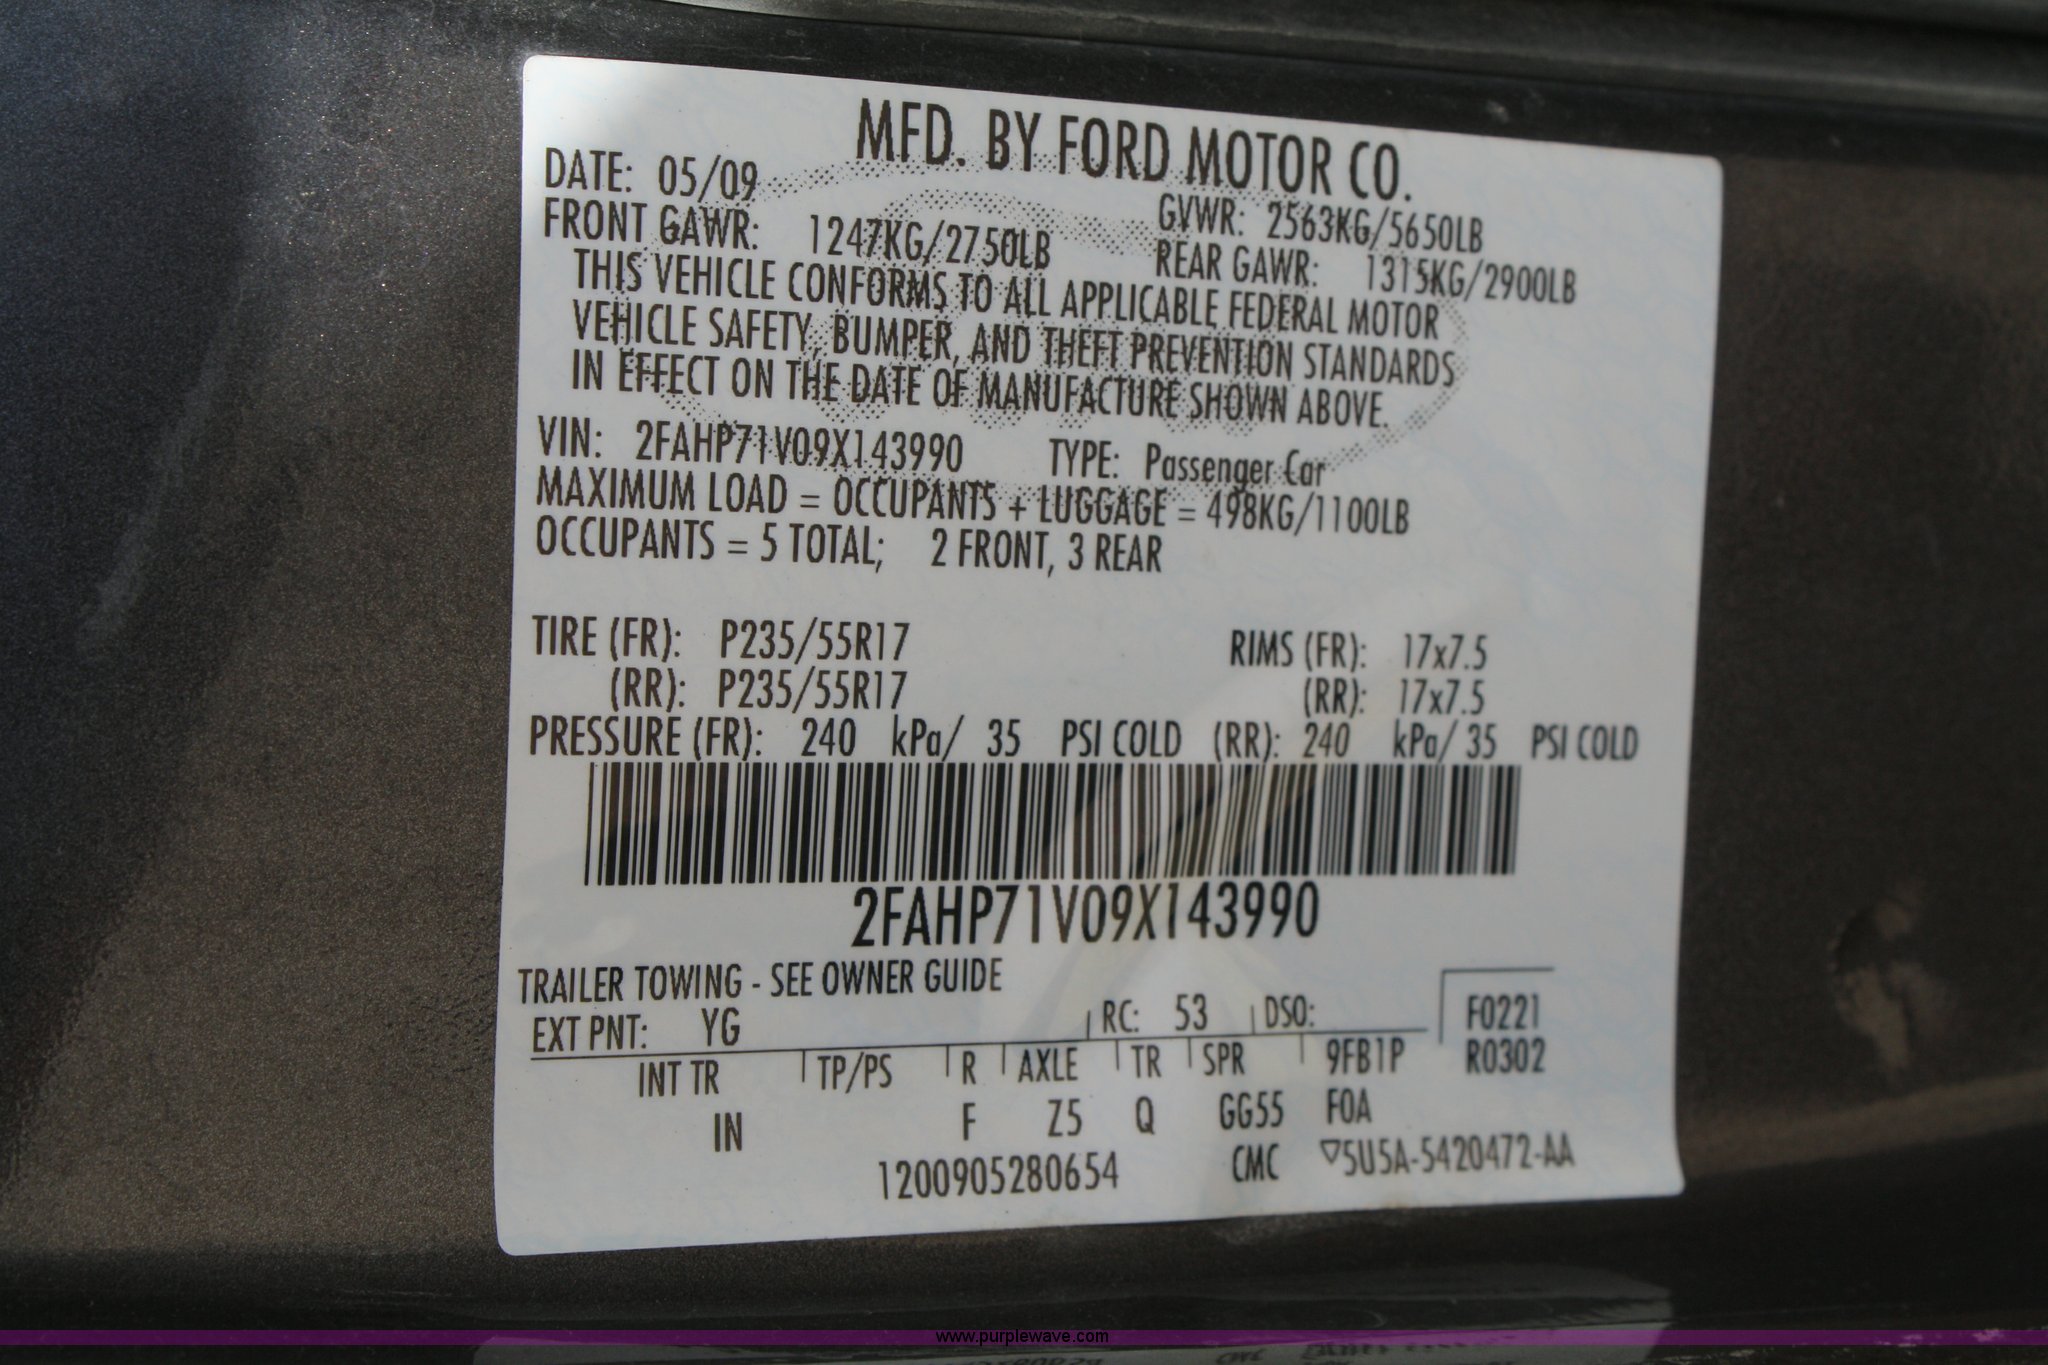 MFD. BY FORD MOTOR CO.
DATE: 05/09 GVWR: 2563KG/5650LB
FRONT GAWR: 1247KG/2750LB REAR GAWR: 1315KG/2900LB
THIS VEHICLE CONFORMS TO ALL APPLICABLE FEDERAL MOTOR
VEHICLE SAFETY, BUMPER, AND THEFT PREVENTION STANDARDS
IN EFFECT ON THE DATE OF MANUFACTURE SHOWN ABOVE.
VIN: 2FAHP71V09X143990 TYPE: Passenger Car
MAXIMUM LOAD = OCCUPANTS + LUGGAGE = 498KG/1100LB
OCCUPANTS = 5 TOTAL; 2 FRONT, 3 REAR
TIRE (FR): P235/55R17 RIMS (FR): 17x7.5
(RR): P235/55R17 (RR): 17x7.5
PRESSURE (FR): 240 kPa/ 35 PSI COLD (RR): 240 kPa/ 35 PSI COLD
2FAHP71V09X143990
TRAILER TOWING - SEE OWNER GUIDE
EXT PNT: YG RC: 53 DSO: F0221
INT TR TP/PS R AXLE TR SPR 9FB1P R0302
IN F Z5 Q GG55 FOA
1200905280654 CMC ▽5U5A-5420472-AA
www.purplewave.com